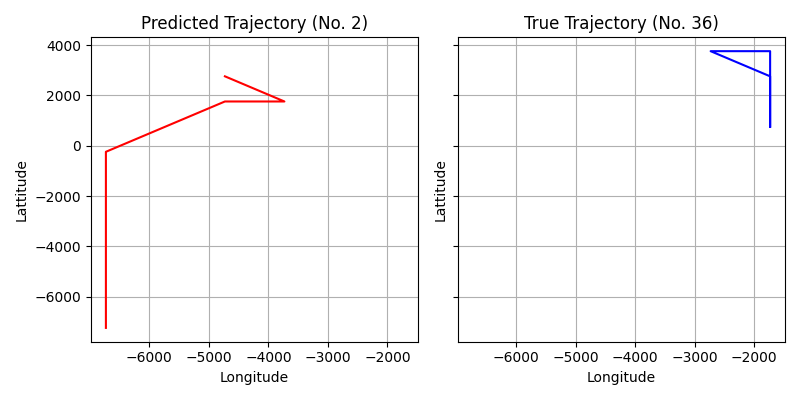 Predicted Trajectory (No. 2)
True Trajectory (No. 36)
4000
2000
0
−2000
−4000
−6000
Lattitude
Lattitude
−6000 −5000 −4000 −3000 −2000
−6000 −5000 −4000 −3000 −2000
Longitude
Longitude